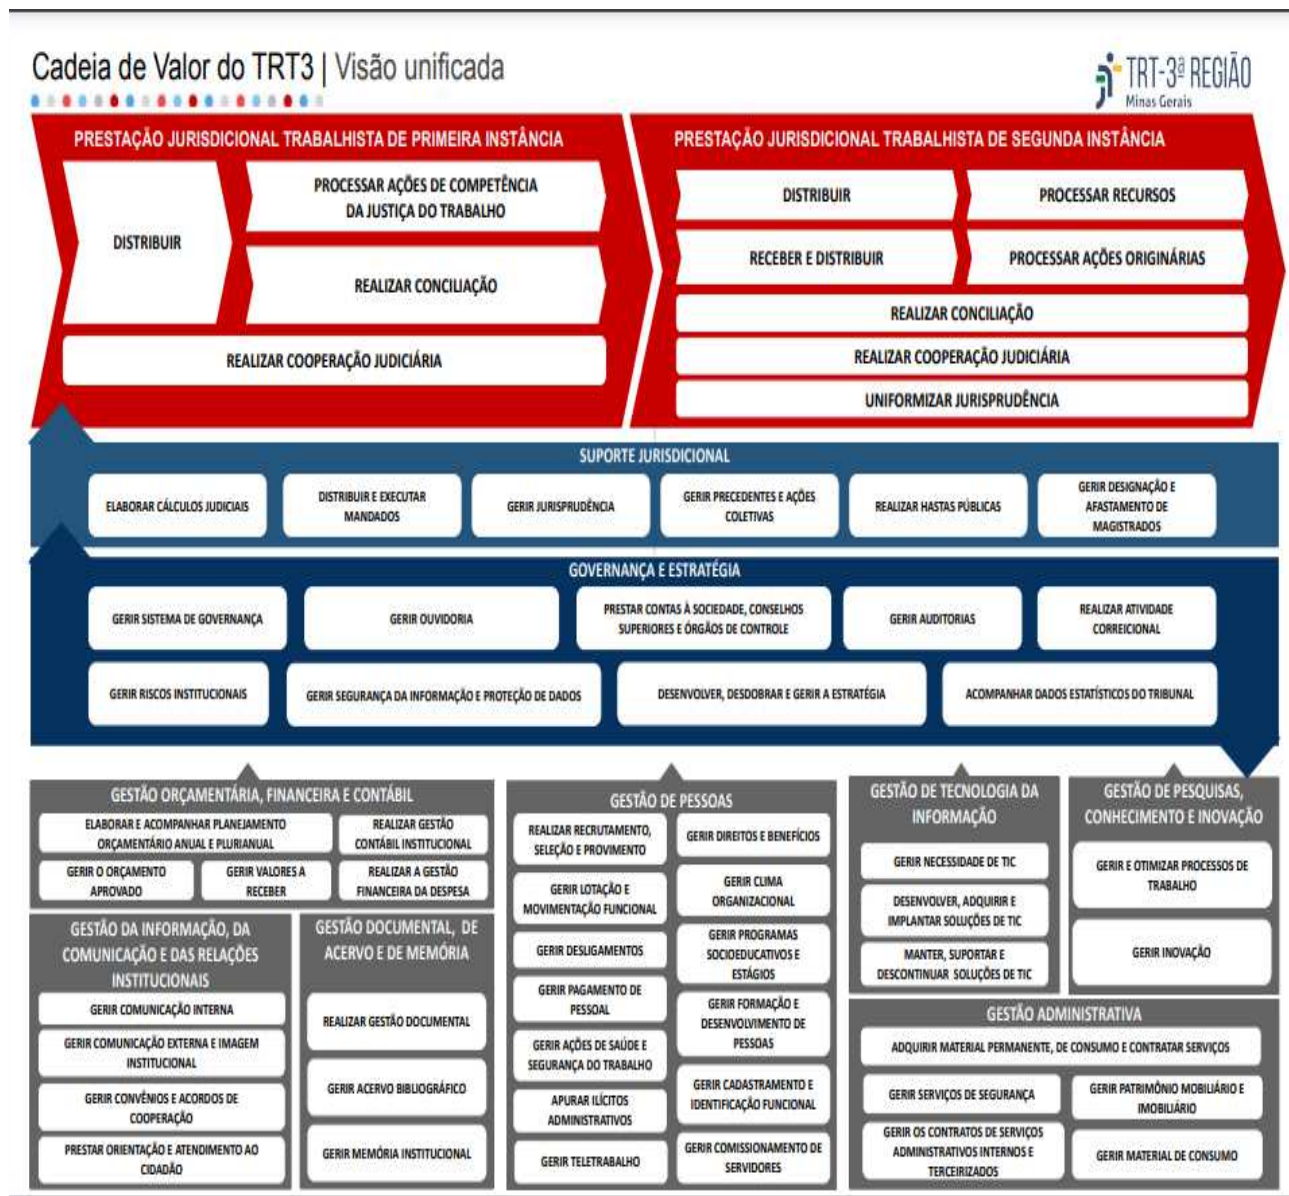 Cadeia de Valor do TRT3 | Visão unificada
TRT-3ª REGIÃO
Minas Gerais
PRESTAÇÃO JURISDICIONAL TRABALHISTA DE PRIMEIRA INSTÂNCIA
DISTRIBUIR
PROCESSAR AÇÕES DE COMPETÊNCIA
DA JUSTIÇA DO TRABALHO
REALIZAR CONCILIAÇÃO
REALIZAR COOPERAÇÃO JUDICIÁRIA
PRESTAÇÃO JURISDICIONAL TRABALHISTA DE SEGUNDA INSTÂNCIA
DISTRIBUIR
PROCESSAR RECURSOS
RECEBER E DISTRIBUIR
PROCESSAR AÇÕES ORIGINÁRIAS
REALIZAR CONCILIAÇÃO
REALIZAR COOPERAÇÃO JUDICIÁRIA
UNIFORMIZAR JURISPRUDÊNCIA
SUPORTE JURISDICIONAL
ELABORAR CÁLCULOS JUDICIAIS
DISTRIBUIR E EXECUTAR
MANDADOS
GERIR JURISPRUDÊNCIA
GERIR PRECEDENTES E AÇÕES
COLETIVAS
REALIZAR HASTAS PÚBLICAS
GERIR DESIGNAÇÃO E
AFASTAMENTO DE
MAGISTRADOS
GOVERNANÇA E ESTRATÉGIA
GERIR SISTEMA DE GOVERNANÇA
GERIR OUVIDORIA
PRESTAR CONTAS À SOCIEDADE, CONSELHOS
SUPERIORES E ÓRGÃOS DE CONTROLE
GERIR AUDITORIAS
REALIZAR ATIVIDADE
CORREICIONAL
GERIR RISCOS INSTITUCIONAIS
GERIR SEGURANÇA DA INFORMAÇÃO E PROTEÇÃO DE DADOS
DESENVOLVER, DESDOBRAR E GERIR A ESTRATÉGIA
ACOMPANHAR DADOS ESTATÍSTICOS DO TRIBUNAL
GESTÃO ORÇAMENTÁRIA, FINANCEIRA E CONTÁBIL
ELABORAR E ACOMPANHAR PLANEJAMENTO
ORÇAMENTÁRIO ANUAL E PLURIANUAL
REALIZAR GESTÃO
CONTÁBIL INSTITUCIONAL
GERIR O ORÇAMENTO
APROVADO
GERIR VALORES A
RECEBER
REALIZAR A GESTÃO
FINANCEIRA DA DESPESA
GESTÃO DA INFORMAÇÃO, DA
COMUNICAÇÃO E DAS RELAÇÕES
INSTITUCIONAIS
GERIR COMUNICAÇÃO INTERNA
GERIR COMUNICAÇÃO EXTERNA E IMAGEM
INSTITUCIONAL
GERIR CONVÊNIOS E ACORDOS DE
COOPERAÇÃO
PRESTAR ORIENTAÇÃO E ATENDIMENTO AO
CIDADÃO
GESTÃO DOCUMENTAL, DE
ACERVO E DE MEMÓRIA
REALIZAR GESTÃO DOCUMENTAL
GERIR ACERVO BIBLIOGRÁFICO
GERIR MEMÓRIA INSTITUCIONAL
GESTÃO DE PESSOAS
REALIZAR RECRUTAMENTO,
SELEÇÃO E PROVIMENTO
GERIR LOTAÇÃO E
MOVIMENTAÇÃO FUNCIONAL
GERIR DESLIGAMENTOS
GERIR PAGAMENTO DE
PESSOAL
GERIR AÇÕES DE SAÚDE E
SEGURANÇA DO TRABALHO
APURAR ILÍCITOS
ADMINISTRATIVOS
GERIR TELETRABALHO
GERIR DIREITOS E BENEFÍCIOS
GERIR CLIMA
ORGANIZACIONAL
GERIR PROGRAMAS
SOCIOEDUCATIVOS E
ESTÁGIOS
GERIR FORMAÇÃO E
DESENVOLVIMENTO DE
PESSOAS
GERIR CADASTRAMENTO E
IDENTIFICAÇÃO FUNCIONAL
GERIR COMISSIONAMENTO DE
SERVIDORES
GESTÃO DE TECNOLOGIA DA
INFORMAÇÃO
GERIR NECESSIDADE DE TIC
DESENVOLVER, ADQUIRIR E
IMPLANTAR SOLUÇÕES DE TIC
MANTER, SUPORTAR E
DESCONTINUAR SOLUÇÕES DE TIC
GESTÃO DE PESQUISAS,
CONHECIMENTO E INOVAÇÃO
GERIR E OTIMIZAR PROCESSOS DE
TRABALHO
GERIR INOVAÇÃO
GESTÃO ADMINISTRATIVA
ADQUIRIR MATERIAL PERMANENTE, DE CONSUMO E CONTRATAR SERVIÇOS
GERIR SERVIÇOS DE SEGURANÇA
GERIR PATRIMÔNIO MOBILIÁRIO E
IMOBILIÁRIO
GERIR OS CONTRATOS DE SERVIÇOS
ADMINISTRATIVOS INTERNOS E
TERCEIRIZADOS
GERIR MATERIAL DE CONSUMO